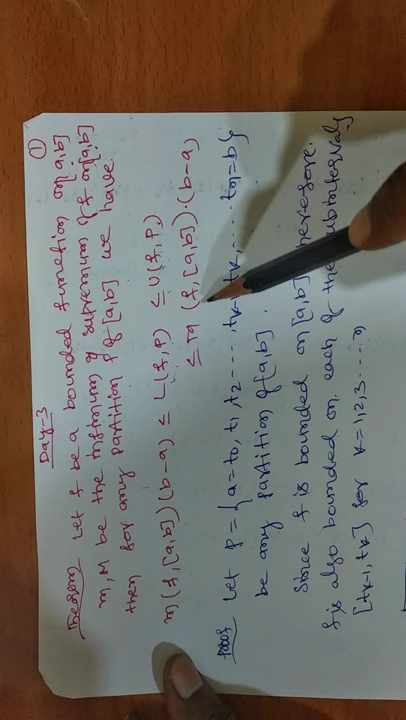 Day-3
①
Theorem Let f be a bounded function on [a,b]
m, M be the infimum & supremum of f on [a,b]
then for any partition P of [a,b] we have
m(f,[a,b])(b-a) ≤ L(f,P) ≤ U(f,P)
≤ M (f,[a,b]).(b-a)
Proof Let P = {a=t0, t1, t2 ---- tk-1, tk, ---- tn=b}
be any partition of [a,b].
Since f is bounded on [a,b] therefore.
f is also bounded on each of the subintervals
[tk-1, tk] for k=1,2,3 ----, n